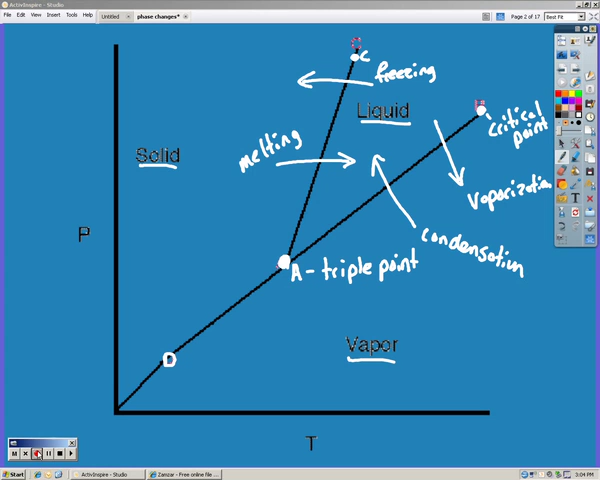 ActivInspire - Studio
File Edit View Insert Tools Help
Untitled
phase changes*
Page 2 of 17
Best Fit
C
c
freezing
Liquid
critical
point
melting
Solid
vaporization
P
condensation
A - triple point
Vapor
D
T
M
Start
ActivInspire - Studio
Zamzar - Free online file ...
3:04 PM